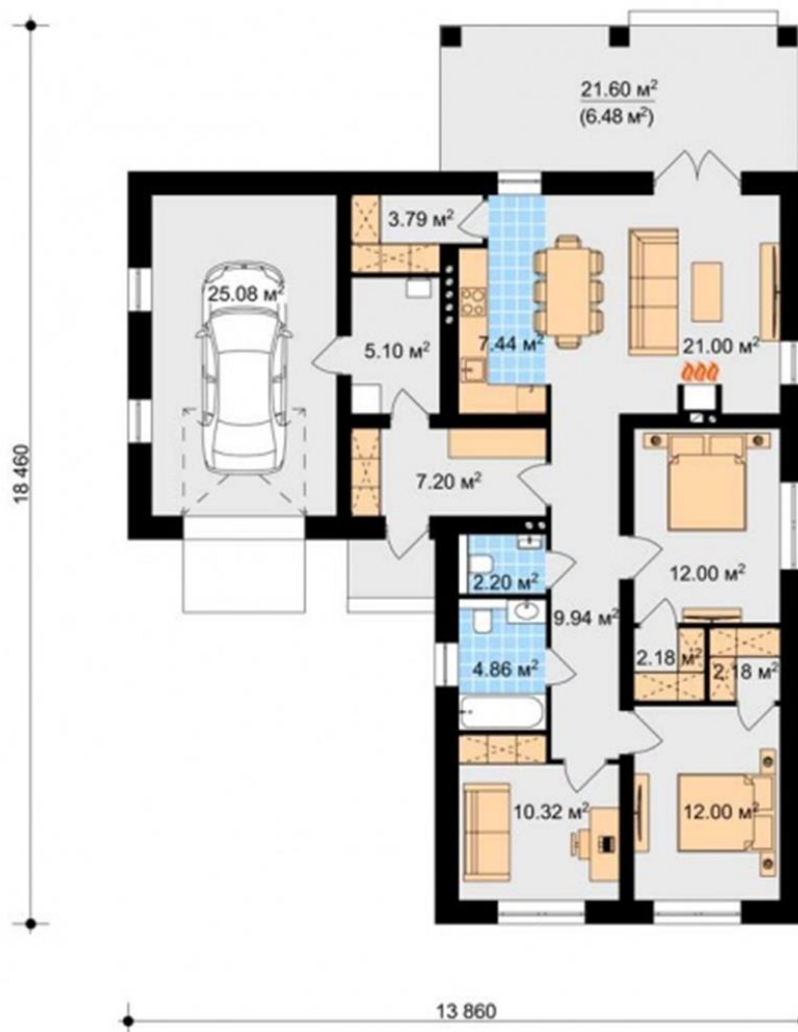 21.60 м²
(6.48 м²)
3.79 м²
25.08 м²
5.10 м²
7.44 м²
21.00 м²
18 460
7.20 м²
2.20 м²
12.00 м²
9.94 м²
4.86 м²
2.18 м²
2.18 м²
10.32 м²
12.00 м²
13 860